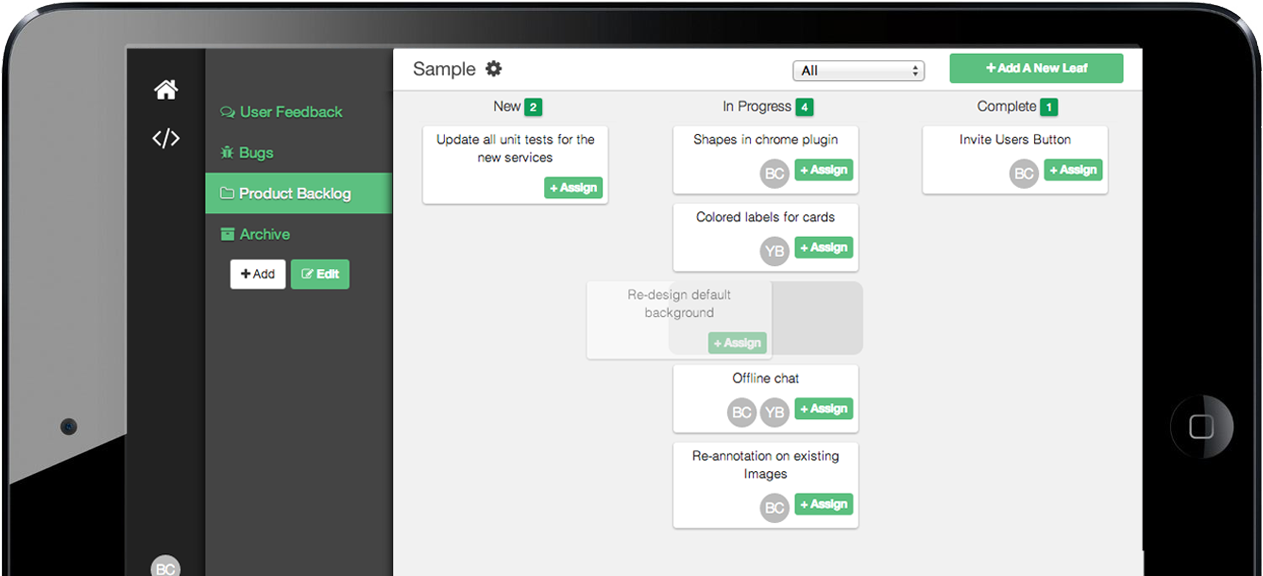 Sample
All
+ Add A New Leaf
User Feedback
Bugs
Product Backlog
Archive
+ Add
Edit
New 2
Update all unit tests for the
new services
+ Assign
In Progress 4
Shapes in chrome plugin
BC + Assign
Colored labels for cards
YB + Assign
Re-design default
background
+ Assign
Offline chat
BC YB + Assign
Re-annotation on existing
Images
BC + Assign
Complete 1
Invite Users Button
BC + Assign
BC